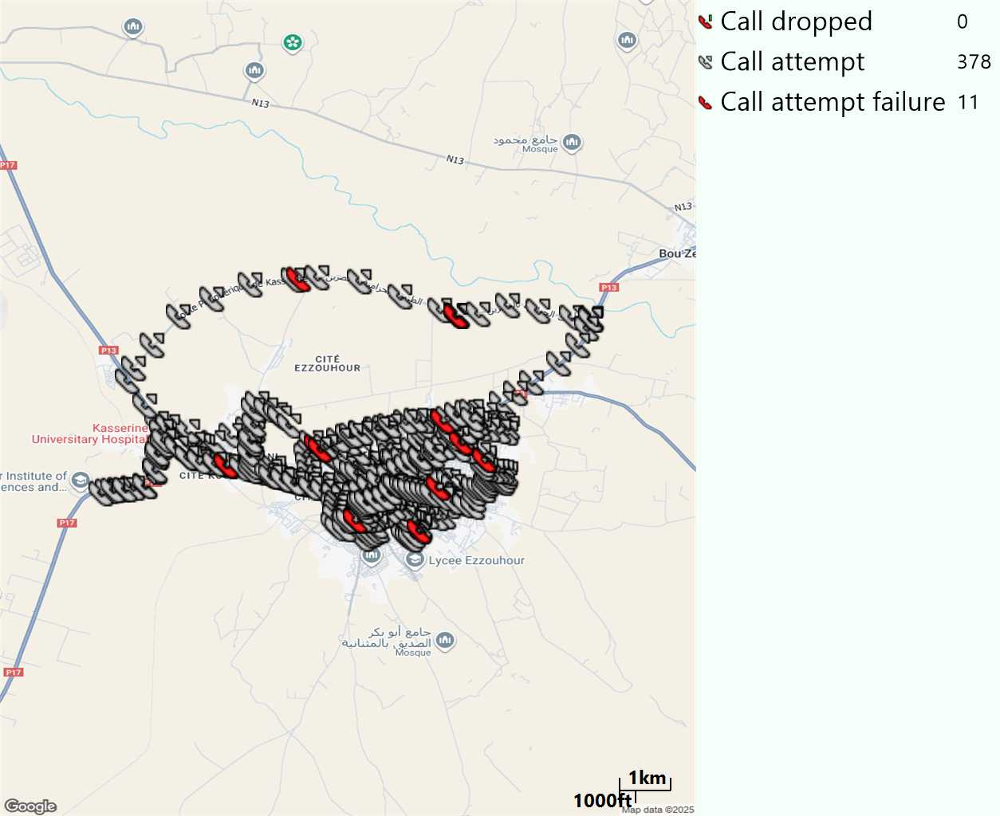 Call dropped 0
Call attempt 378
Call attempt failure 11
N13
جامع محمود
Mosque
N13
P17
N13
Bou Ze
P13
P13
CITÉ
EZZOUHOUR
Kasserine
Universitary Hospital
r Institute of
ences and...
P17
Lycee Ezzouhour
جامع أبو بكر
الصديق بالمثنانية
Mosque
P17
1km
1000ft
Google
Map data ©2025